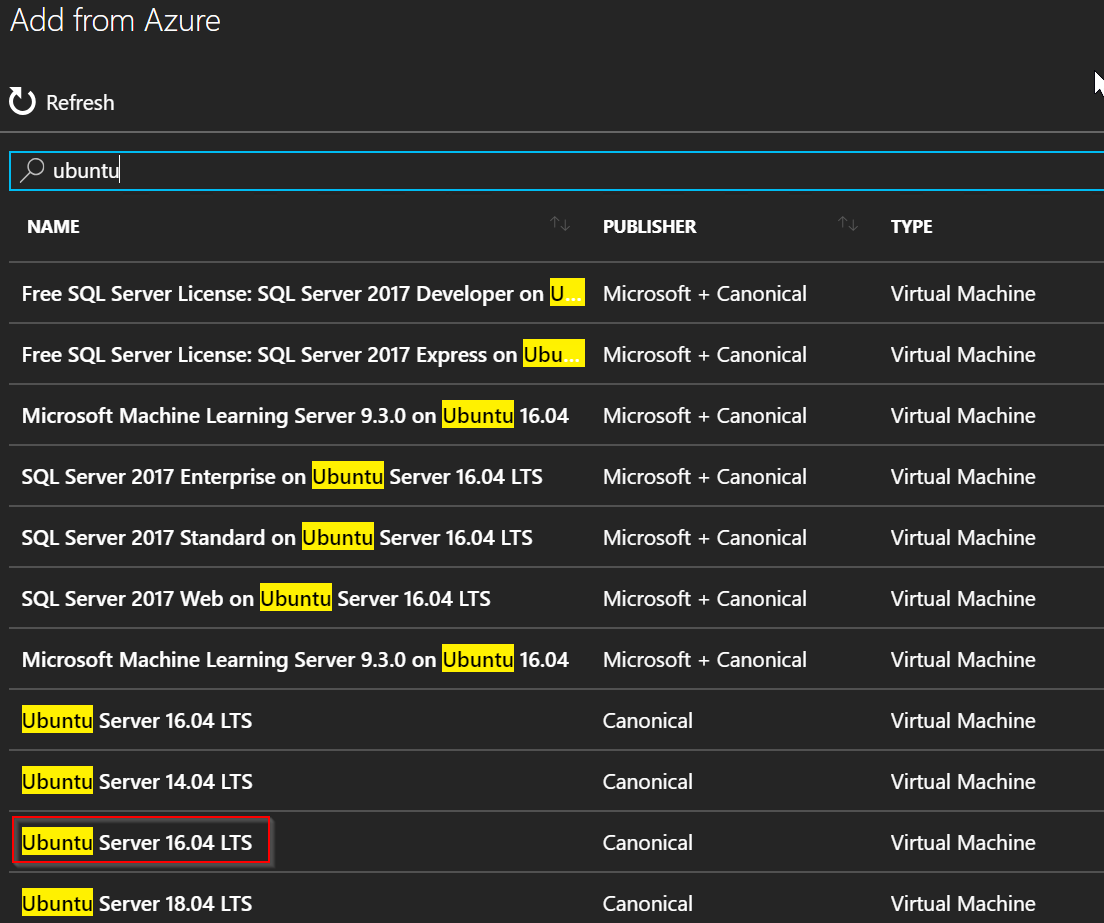 Add from Azure
Refresh
ubuntu
NAME PUBLISHER TYPE
Free SQL Server License: SQL Server 2017 Developer on U... Microsoft + Canonical Virtual Machine
Free SQL Server License: SQL Server 2017 Express on Ubu... Microsoft + Canonical Virtual Machine
Microsoft Machine Learning Server 9.3.0 on Ubuntu 16.04 Microsoft + Canonical Virtual Machine
SQL Server 2017 Enterprise on Ubuntu Server 16.04 LTS Microsoft + Canonical Virtual Machine
SQL Server 2017 Standard on Ubuntu Server 16.04 LTS Microsoft + Canonical Virtual Machine
SQL Server 2017 Web on Ubuntu Server 16.04 LTS Microsoft + Canonical Virtual Machine
Microsoft Machine Learning Server 9.3.0 on Ubuntu 16.04 Microsoft + Canonical Virtual Machine
Ubuntu Server 16.04 LTS Canonical Virtual Machine
Ubuntu Server 14.04 LTS Canonical Virtual Machine
Ubuntu Server 16.04 LTS Canonical Virtual Machine
Ubuntu Server 18.04 LTS Canonical Virtual Machine